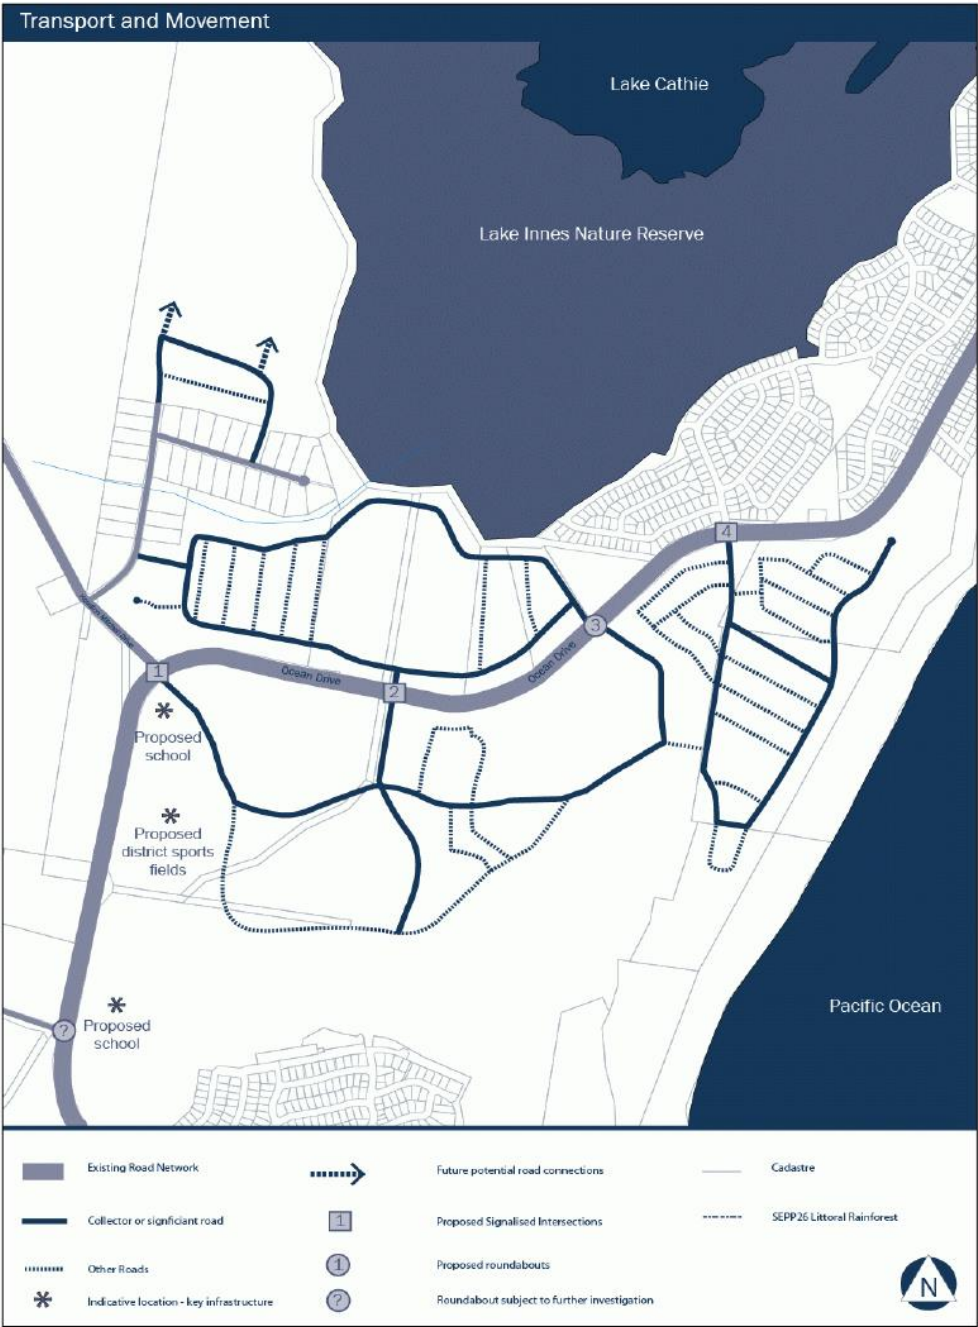 Transport and Movement
Lake Cathie
Lake Innes Nature Reserve
4
3
1
Ocean Drive
2
Ocean Drive
Proposed
school
Proposed
district sports
fields
Pacific Ocean
?
Proposed
school
Existing Road Network
Future potential road connections
Cadastre
Collector or signficiant road
1
Proposed Signalised Intersections
SEPP26 Littoral Rainforest
Other Roads
1
Proposed roundabouts
Indicative location - key infrastructure
?
Roundabout subject to further investigation
N